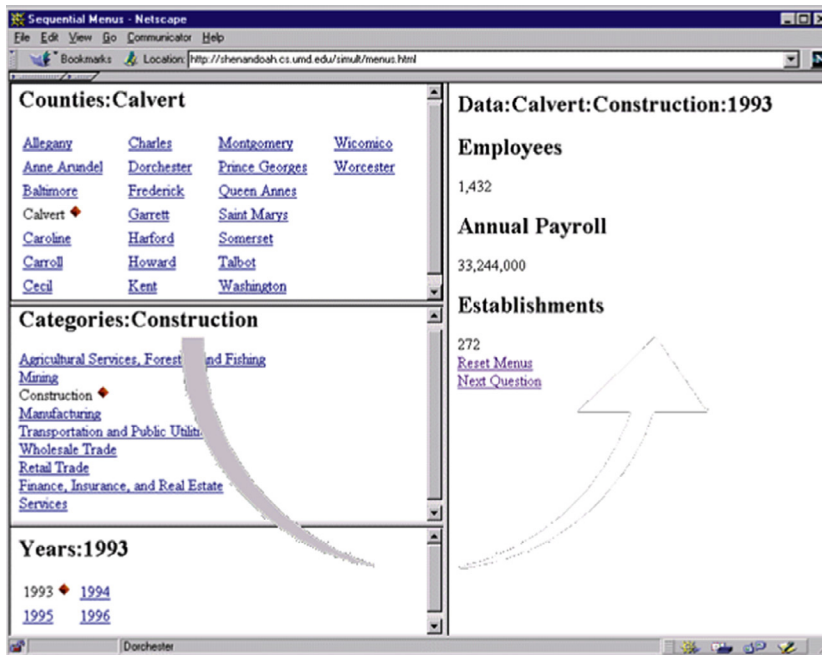 Sequential Menus - Netscape
File Edit View Go Communicator Help
Bookmarks Location: http://shenandoah.cs.umd.edu/simult/menus.html
Counties:Calvert
Allegany Charles Montgomery Wicomico
Anne Arundel Dorchester Prince Georges Worcester
Baltimore Frederick Queen Annes
Calvert Garrett Saint Marys
Caroline Harford Somerset
Carroll Howard Talbot
Cecil Kent Washington
Categories:Construction
Agricultural Services, Forest nd Fishing
Mining
Construction
Manufacturing
Transportation and Public Utiliti
Wholesale Trade
Retail Trade
Finance, Insurance, and Real Estate
Services
Years:1993
1993 1994
1995 1996
Data:Calvert:Construction:1993
Employees
1,432
Annual Payroll
33,244,000
Establishments
272
Reset Menus
Next Question
Dorchester